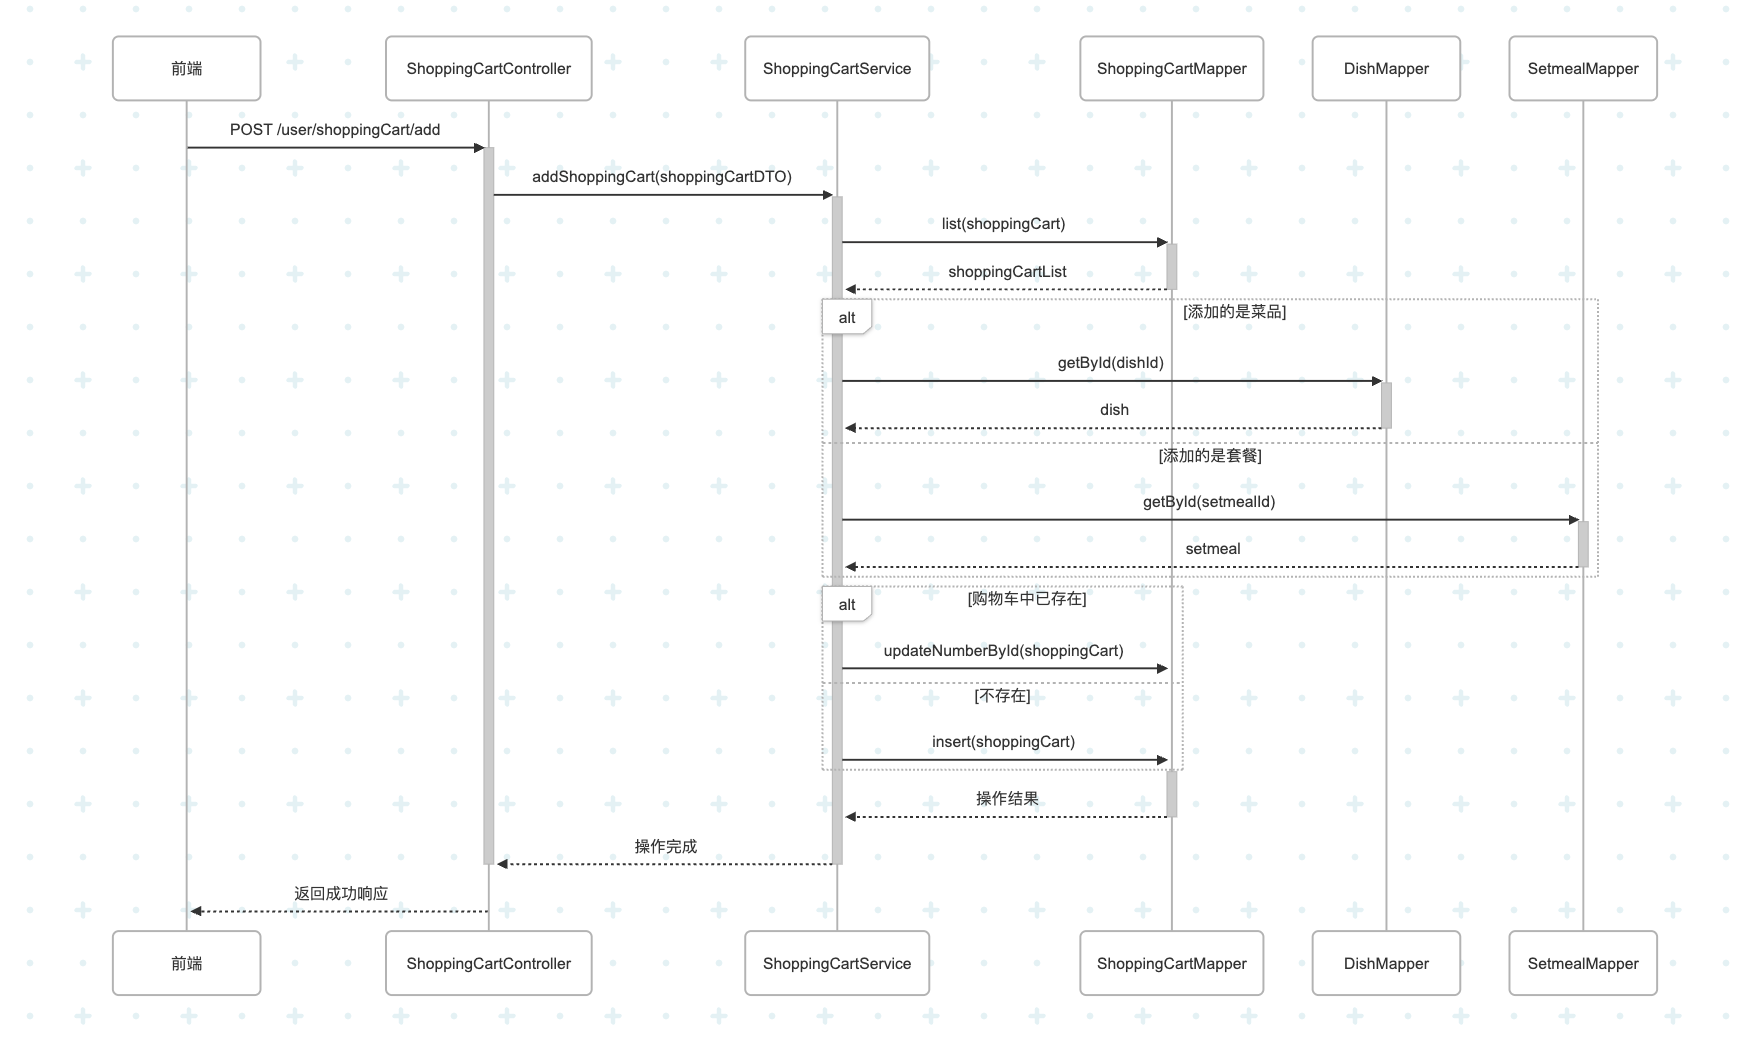 前端
ShoppingCartController
ShoppingCartService
ShoppingCartMapper
DishMapper
SetmealMapper
POST /user/shoppingCart/add
addShoppingCart(shoppingCartDTO)
list(shoppingCart)
shoppingCartList
alt
[添加的是菜品]
getById(dishId)
dish
[添加的是套餐]
getById(setmealId)
setmeal
alt
[购物车中已存在]
updateNumberById(shoppingCart)
[不存在]
insert(shoppingCart)
操作结果
操作完成
返回成功响应
前端
ShoppingCartController
ShoppingCartService
ShoppingCartMapper
DishMapper
SetmealMapper